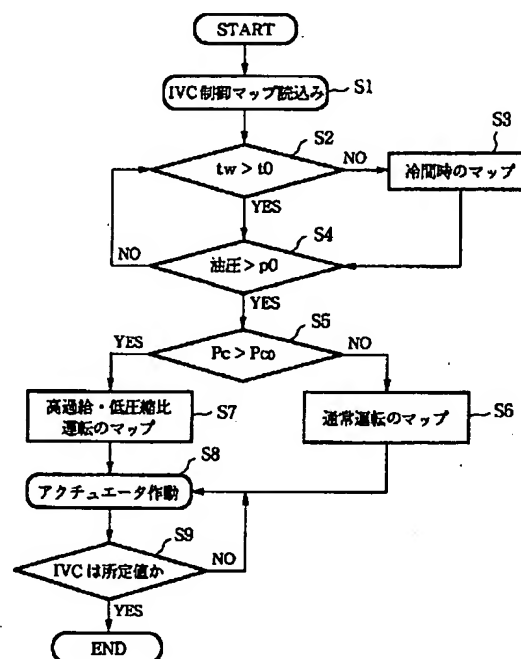 START
IVC制御マップ読込み
S1
S2
tw > t0
NO
S3
冷間時のマップ
YES
S4
油圧 > p0
NO
YES
S5
Pc > Pco
YES
NO
高過給・低圧縮比
運転のマップ
S7
通常運転のマップ
S6
S8
アクチュエータ作動
S9
IVCは所定値か
NO
YES
END